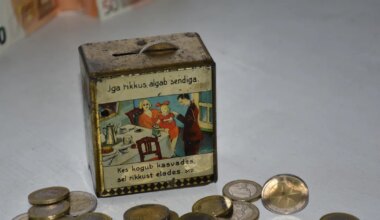 Iga rikkus algab sendiga.
Kes kogub kasvades,
sel rikkust elades.